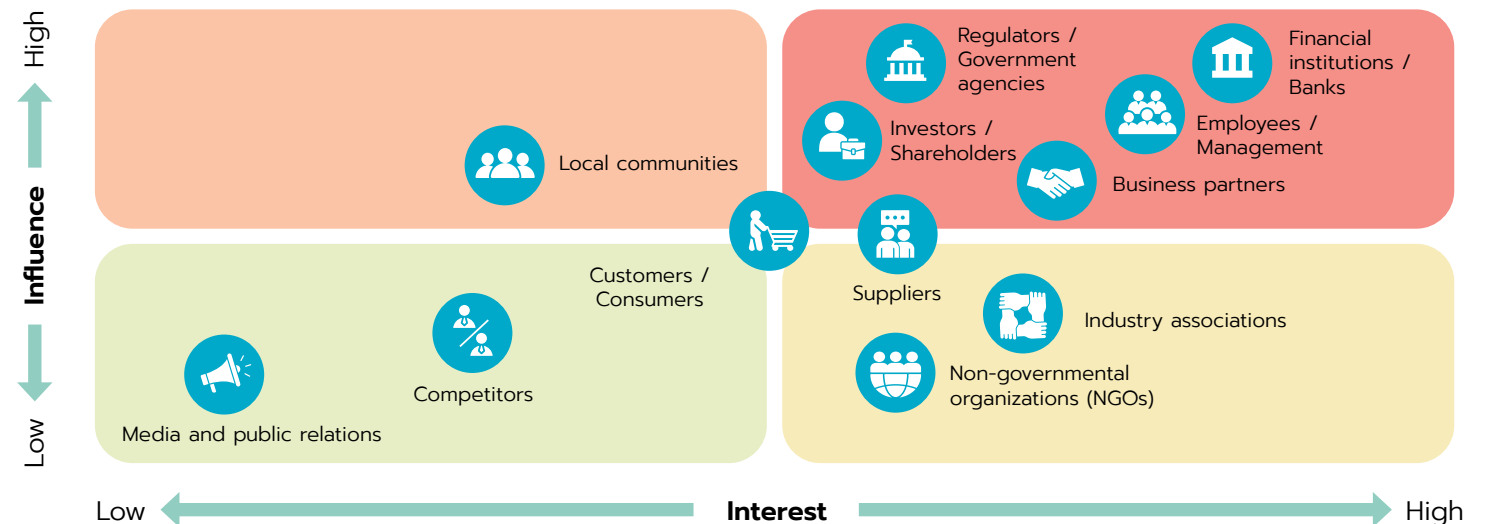 High
Influence
Low
Regulators /
Government
agencies
Financial
institutions /
Banks
Investors /
Shareholders
Employees /
Management
Local communities
Business partners
Customers /
Consumers
Suppliers
Industry associations
Competitors
Non-governmental
organizations (NGOs)
Media and public relations
Low
Interest
High